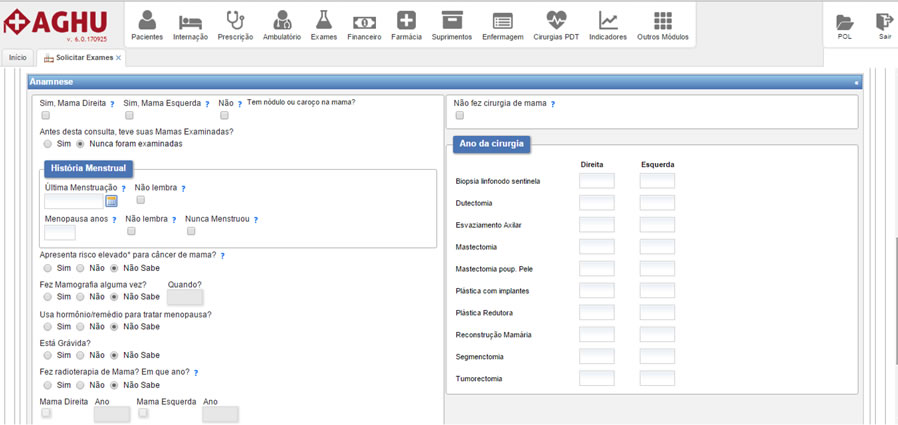 AGHU
v. 6.0.170925
Pacientes Internação Prescrição Ambulatório Exames Financeiro Farmácia Suprimentos Enfermagem Cirurgias PDT Indicadores Outros Módulos POL Sair
Início Solicitar Exames ×
Anamnese
Sim, Mama Direita ? Sim, Mama Esquerda ? Não ? Tem nódulo ou caroço na mama?
Antes desta consulta, teve suas Mamas Examinadas?
Sim Nunca foram examinadas
História Menstrual
Última Menstruação ? Não lembra ?
Menopausa anos ? Não lembra ? Nunca Menstruou ?
Apresenta risco elevado* para câncer de mama? ?
Sim Não Não Sabe
Fez Mamografia alguma vez? Quando?
Sim Não Não Sabe
Usa hormônio/remédio para tratar menopausa?
Sim Não Não Sabe
Está Grávida?
Sim Não Não Sabe
Fez radioterapia de Mama? Em que ano? ?
Sim Não Não Sabe
Mama Direita Ano Mama Esquerda Ano
Não fez cirurgia de mama ?
Ano da cirurgia
Direita Esquerda
Biopsia linfonodo sentinela
Dutectomia
Esvaziamento Axilar
Mastectomia
Mastectomia poup. Pele
Plástica com implantes
Plástica Redutora
Reconstrução Mamária
Segmenctomia
Tumorectomia